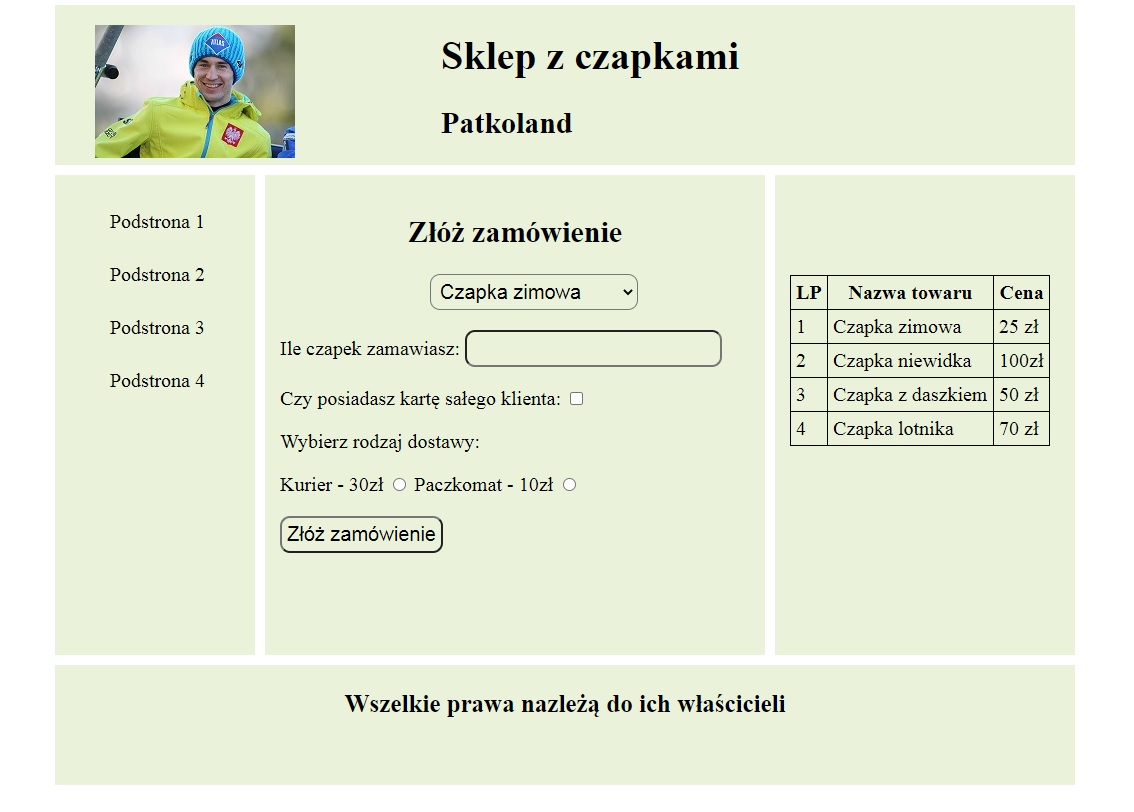 ATLAS
Sklep z czapkami
Patkoland
Podstrona 1
Podstrona 2
Podstrona 3
Podstrona 4
Złóż zamówienie
Czapka zimowa
Ile czapek zamawiasz:
Czy posiadasz kartę sałego klienta:
Wybierz rodzaj dostawy:
Kurier - 30zł Paczkomat - 10zł
Złóż zamówienie
LP Nazwa towaru Cena
1 Czapka zimowa 25 zł
2 Czapka niewidka 100zł
3 Czapka z daszkiem 50 zł
4 Czapka lotnika 70 zł
Wszelkie prawa nazleżą do ich właścicieli